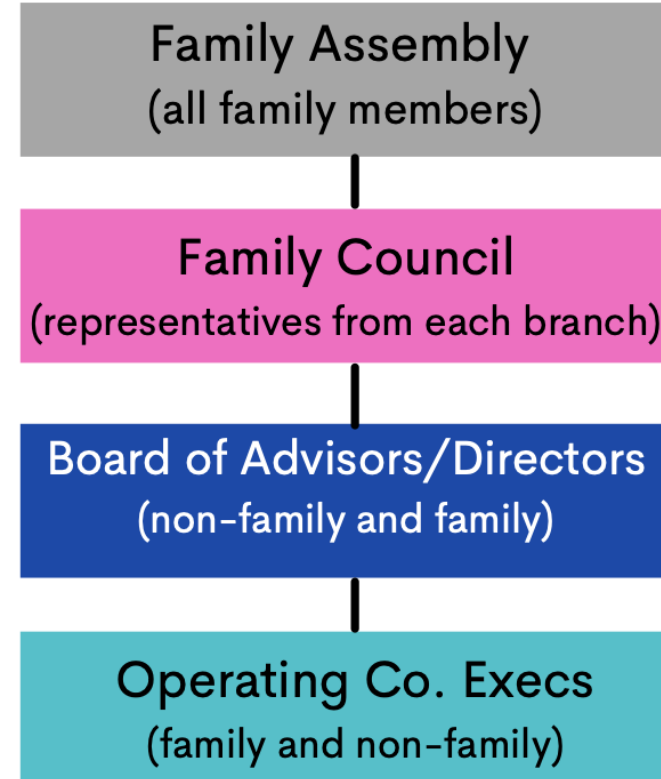 Family Assembly
(all family members)
Family Council
(representatives from each branch)
Board of Advisors/Directors
(non-family and family)
Operating Co. Execs
(family and non-family)